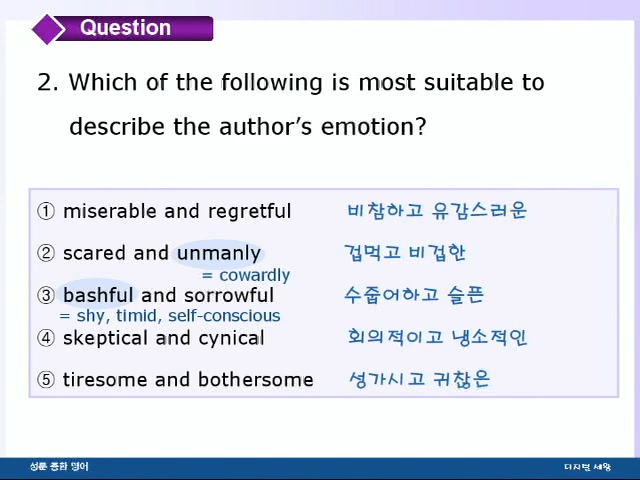 Question
2. Which of the following is most suitable to
describe the author's emotion?
① miserable and regretful 비참하고 유감스러운
② scared and unmanly 겁먹고 비겁한
= cowardly
③ bashful and sorrowful 수줍어하고 슬픈
= shy, timid, self-conscious
④ skeptical and cynical 회의적이고 냉소적인
⑤ tiresome and bothersome 성가시고 귀찮은
종합 영어 디지털